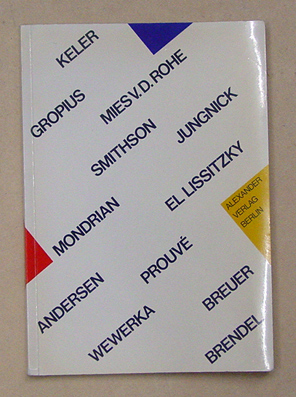 KELER
GROPIUS
MIES V. D. ROHE
SMITHSON
JUNGNICK
MONDRIAN
EL LISSITZKY
ALEXANDER
VERLAG
BERLIN
ANDERSEN
PROUVÉ
WEWERKA
BREUER
BRENDEL